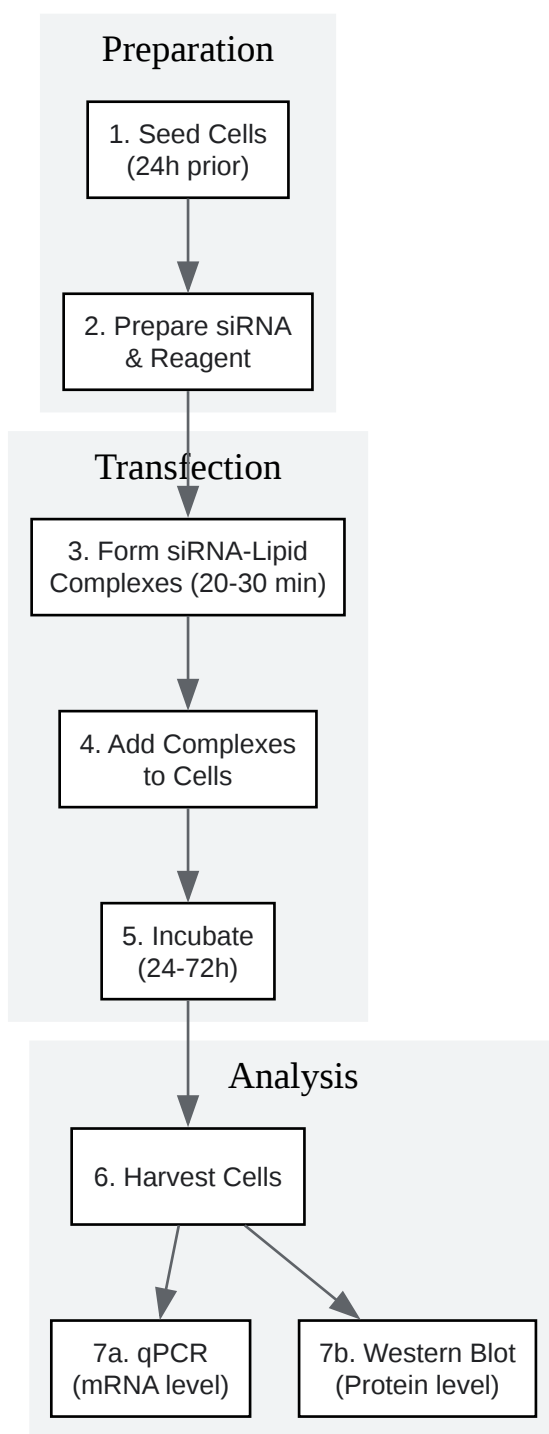 Preparation
1. Seed Cells
(24h prior)
2. Prepare siRNA
& Reagent
Transfection
3. Form siRNA-Lipid
Complexes (20-30 min)
4. Add Complexes
to Cells
5. Incubate
(24-72h)
Analysis
6. Harvest Cells
7a. qPCR
(mRNA level)
7b. Western Blot
(Protein level)